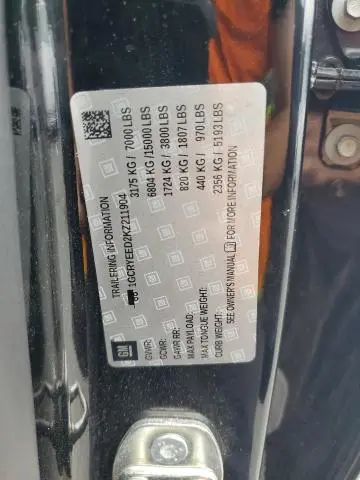 TRAILERING INFORMATION
1GCRYEED2KZ211904
GM
GVWR: 3175 KG / 7000 LBS
GCWR: 6804 KG / 15000 LBS
GAWR RR: 1724 KG / 3800 LBS
MAX PAYLOAD: 820 KG / 1807 LBS
MAX TONGUE WEIGHT: 440 KG / 970 LBS
CURB WEIGHT: 2356 KG / 5193 LBS
SEE OWNER'S MANUAL FOR MORE INFORMATION